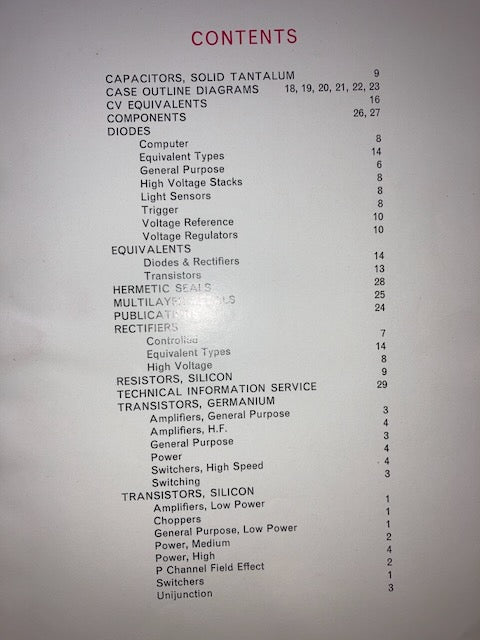 CONTENTS
CAPACITORS, SOLID TANTALUM 9
CASE OUTLINE DIAGRAMS 18, 19, 20, 21, 22, 23
CV EQUIVALENTS 16
COMPONENTS 26, 27
DIODES
Computer 8
Equivalent Types 14
General Purpose 6
High Voltage Stacks 8
Light Sensors 8
Trigger 8
Voltage Reference 10
Voltage Regulators 10
EQUIVALENTS
Diodes & Rectifiers 14
Transistors 13
HERMETIC SEALS 28
25
24
RECTIFIERS
Controlled 7
Equivalent Types 14
High Voltage 8
RESISTORS, SILICON 9
TECHNICAL INFORMATION SERVICE 29
TRANSISTORS, GERMANIUM
Amplifiers, General Purpose 3
Amplifiers, H.F. 4
General Purpose 3
Power 4
Switchers, High Speed 4
Switching 3
TRANSISTORS, SILICON
Amplifiers, Low Power 1
Choppers 1
General Purpose, Low Power 1
Power, Medium 2
Power, High 4
P Channel Field Effect 2
Switchers 1
Unijunction 3